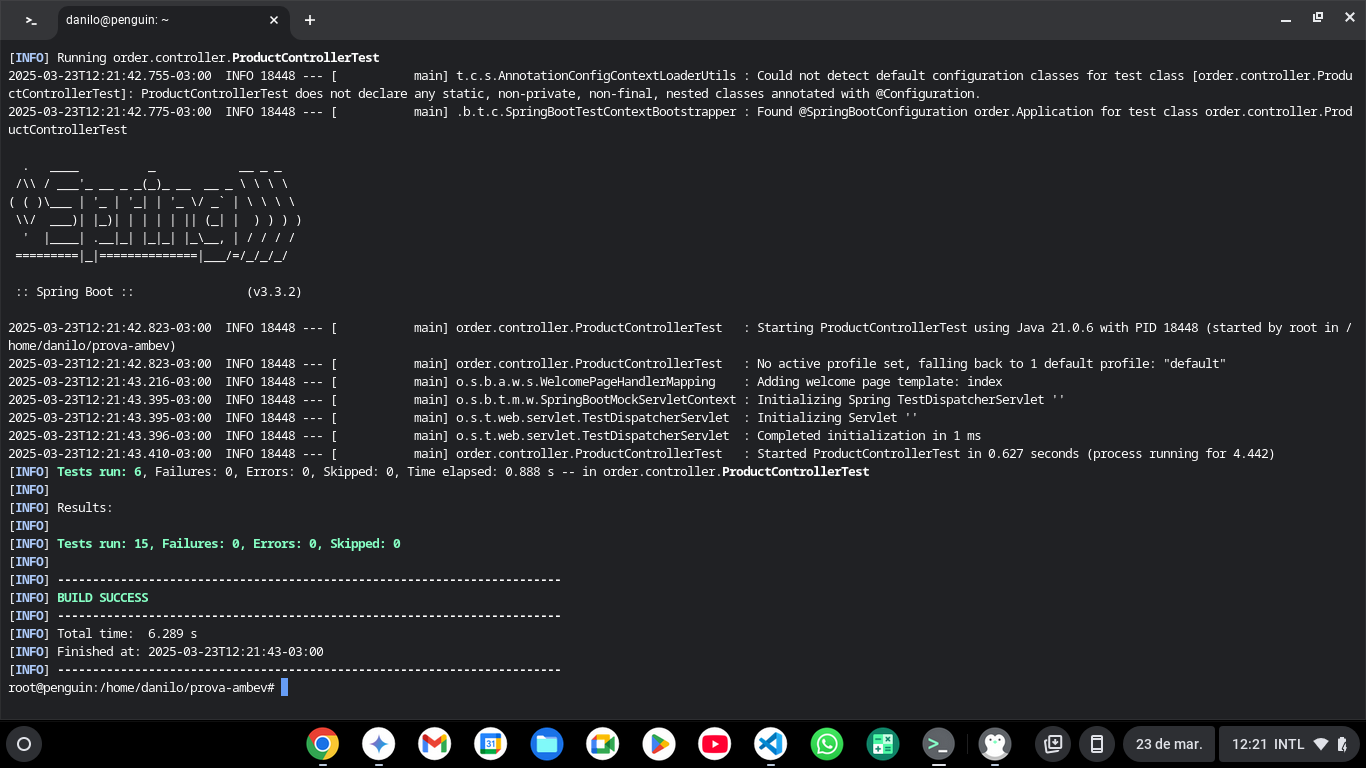 danilo@penguin: ~
[INFO] Running order.controller.ProductControllerTest
2025-03-23T12:21:42.755-03:00  INFO 18448 --- [           main] t.c.s.AnnotationConfigContextLoaderUtils : Could not detect default configuration classes for test class [order.controller.Produ
ctControllerTest]: ProductControllerTest does not declare any static, non-private, non-final, nested classes annotated with @Configuration.
2025-03-23T12:21:42.775-03:00  INFO 18448 --- [           main] .b.t.c.SpringBootTestContextBootstrapper : Found @SpringBootConfiguration order.Application for test class order.controller.Prod
uctControllerTest
  .   ____          _            __ _ _
 /\\ / ___'_ __ _ _(_)_ __  __ _ \ \ \ \
( ( )\___ | '_ | '_| | '_ \/ _` | \ \ \ \
 \\/  ___)| |_)| | | | | || (_| |  ) ) ) )
  '  |____| .__|_| |_|_| |_\__, | / / / /
 =========|_|==============|___/=/_/_/_/
 :: Spring Boot ::                (v3.3.2)
2025-03-23T12:21:42.823-03:00  INFO 18448 --- [           main] order.controller.ProductControllerTest   : Starting ProductControllerTest using Java 21.0.6 with PID 18448 (started by root in /
home/danilo/prova-ambev)
2025-03-23T12:21:42.823-03:00  INFO 18448 --- [           main] order.controller.ProductControllerTest   : No active profile set, falling back to 1 default profile: "default"
2025-03-23T12:21:43.216-03:00  INFO 18448 --- [           main] o.s.b.a.w.s.WelcomePageHandlerMapping    : Adding welcome page template: index
2025-03-23T12:21:43.395-03:00  INFO 18448 --- [           main] o.s.b.t.m.w.SpringBootMockServletContext : Initializing Spring TestDispatcherServlet ''
2025-03-23T12:21:43.395-03:00  INFO 18448 --- [           main] o.s.t.web.servlet.TestDispatcherServlet  : Initializing Servlet ''
2025-03-23T12:21:43.396-03:00  INFO 18448 --- [           main] o.s.t.web.servlet.TestDispatcherServlet  : Completed initialization in 1 ms
2025-03-23T12:21:43.410-03:00  INFO 18448 --- [           main] order.controller.ProductControllerTest   : Started ProductControllerTest in 0.627 seconds (process running for 4.442)
[INFO] Tests run: 6, Failures: 0, Errors: 0, Skipped: 0, Time elapsed: 0.888 s -- in order.controller.ProductControllerTest
[INFO]
[INFO] Results:
[INFO]
[INFO] Tests run: 15, Failures: 0, Errors: 0, Skipped: 0
[INFO]
[INFO] ------------------------------------------------------------------------
[INFO] BUILD SUCCESS
[INFO] ------------------------------------------------------------------------
[INFO] Total time:  6.289 s
[INFO] Finished at: 2025-03-23T12:21:43-03:00
[INFO] ------------------------------------------------------------------------
root@penguin:/home/danilo/prova-ambev#
31
23 de mar.
12:21 INTL